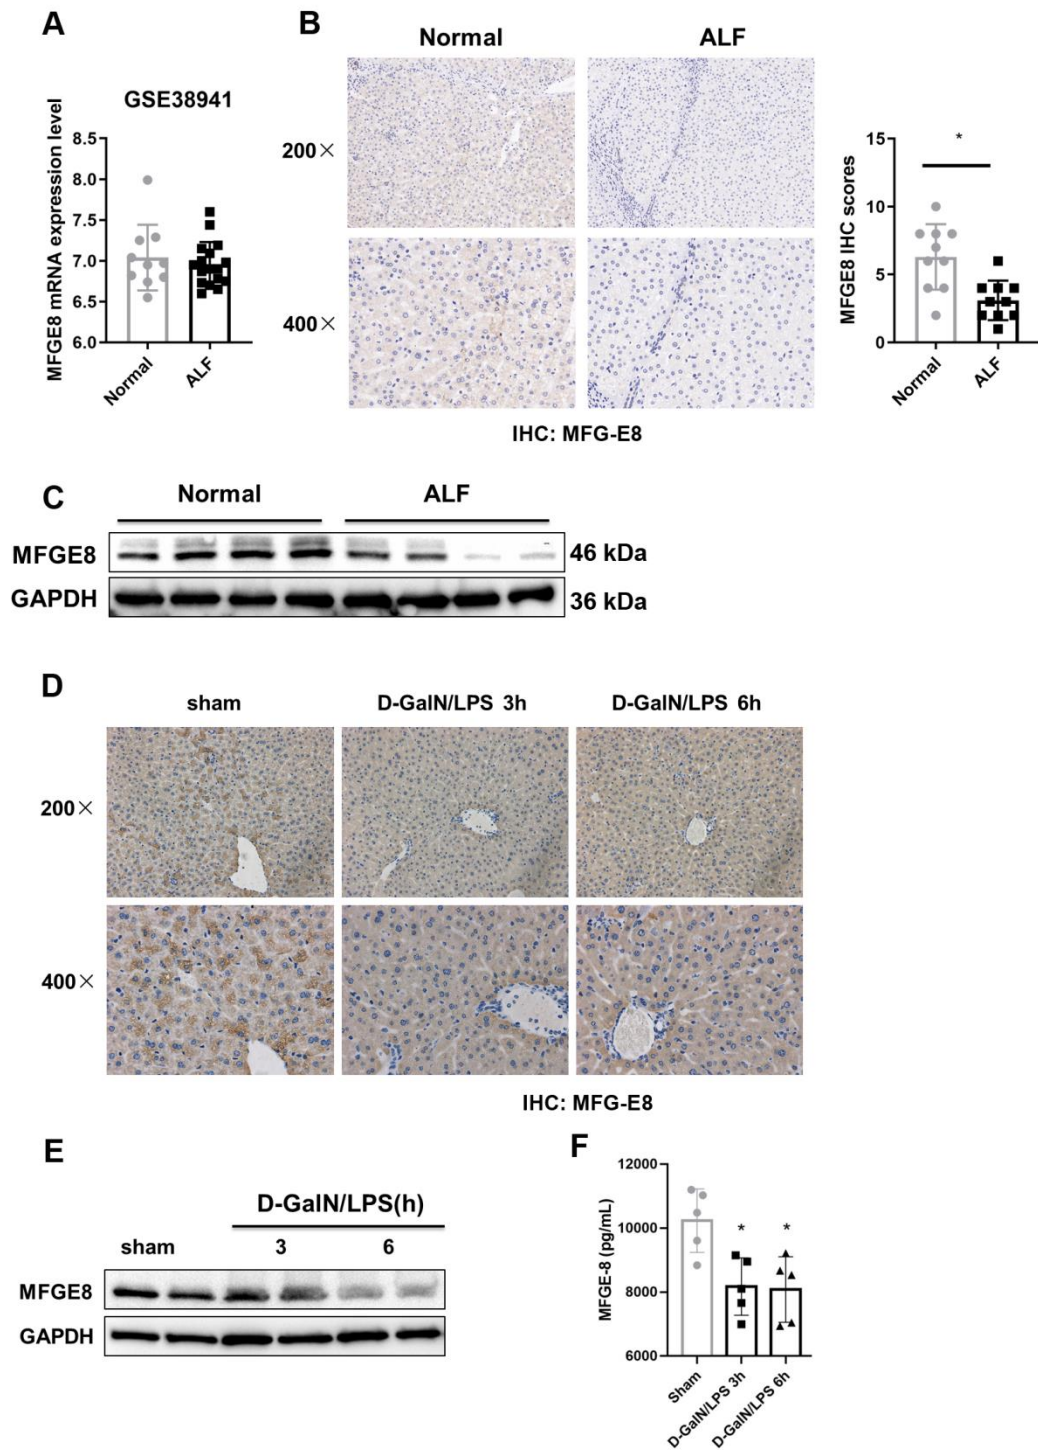 A
GSE38941
MFGE8 mRNA expression level
8.5
8.0
7.5
7.0
6.5
6.0
Normal
ALF
B
Normal
ALF
200×
400×
IHC: MFG-E8
MFGE8 IHC scores
15
10
5
0
*
Normal
ALF
C
Normal
ALF
MFGE8
46 kDa
GAPDH
36 kDa
D
sham
D-GalN/LPS 3h
D-GalN/LPS 6h
200×
400×
IHC: MFG-E8
E
D-GalN/LPS(h)
sham
3
6
MFGE8
GAPDH
F
MFGE-8 (pg/mL)
12000
10000
8000
6000
*
*
Sham
D-GalN/LPS 3h
D-GalN/LPS 6h